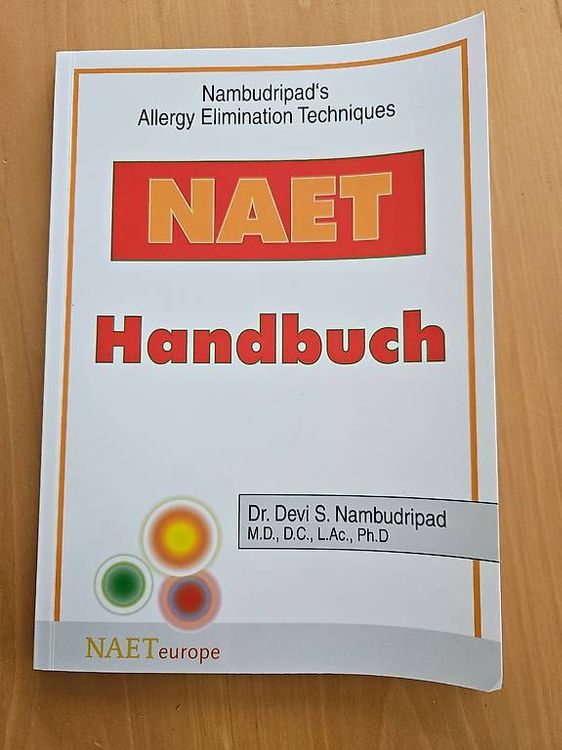 Nambudripad's
Allergy Elimination Techniques
NAET
Handbuch
Dr. Devi S. Nambudripad
M.D., D.C., L.Ac., Ph.D
NAETeurope